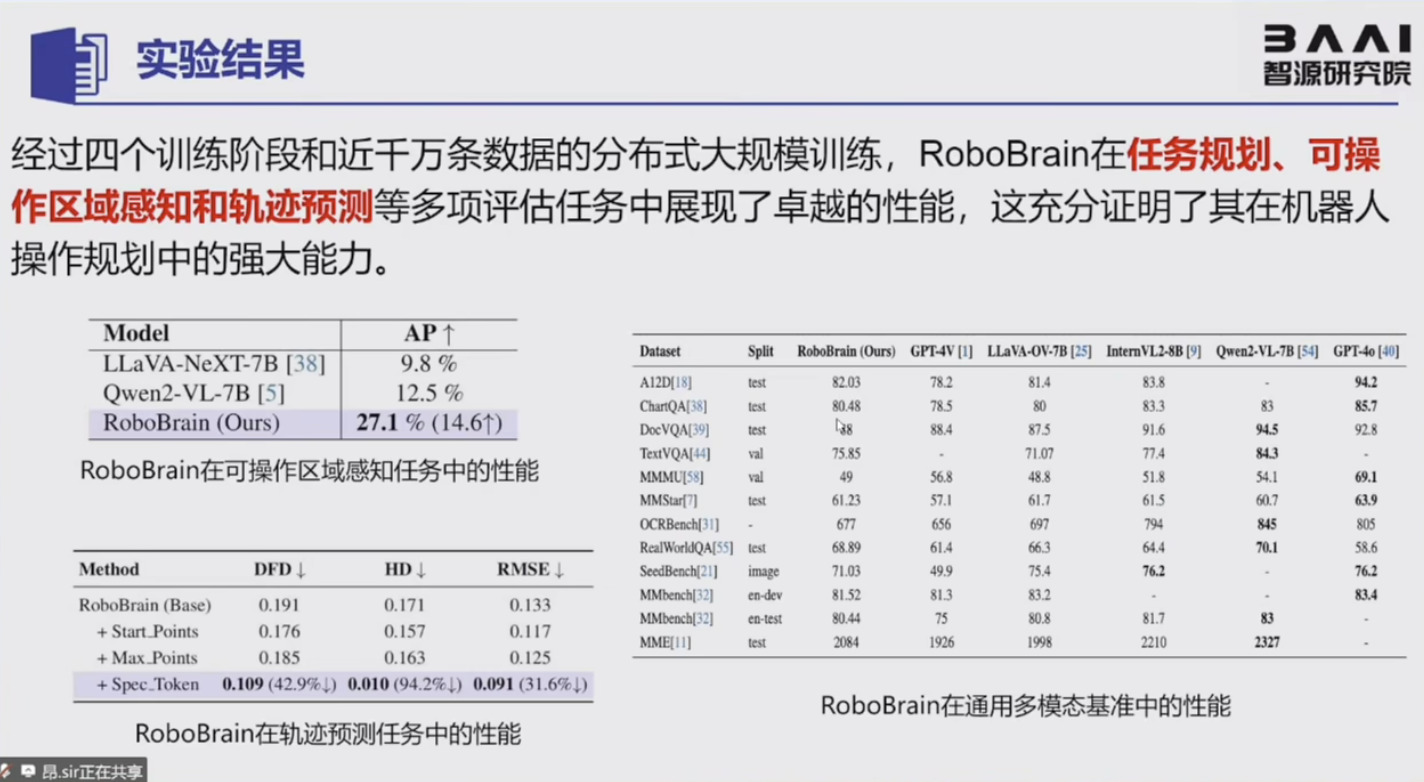 实验结果
BAAI
智源研究院
经过四个训练阶段和近千万条数据的分布式大规模训练，RoboBrain在任务规划、可操
作区域感知和轨迹预测等多项评估任务中展现了卓越的性能，这充分证明了其在机器人
操作规划中的强大能力。
Model AP ↑
LLaVA-NeXT-7B [38] 9.8 %
Qwen2-VL-7B [5] 12.5 %
RoboBrain (Ours) 27.1 % (14.6↑)
RoboBrain在可操作区域感知任务中的性能
Method DFD ↓ HD ↓ RMSE ↓
RoboBrain (Base) 0.191 0.171 0.133
+ Start_Points 0.176 0.157 0.117
+ Max_Points 0.185 0.163 0.125
+ Spec_Token 0.109 (42.9%↓) 0.010 (94.2%↓) 0.091 (31.6%↓)
RoboBrain在轨迹预测任务中的性能
Dataset Split RoboBrain (Ours) GPT-4V [1] LLaVA-OV-7B [25] InternVL2-8B [9] Qwen2-VL-7B [54] GPT-4o [40]
A12D[18] test 82.03 78.2 81.4 83.8 - 94.2
ChartQA[38] test 80.48 78.5 80 83.3 83 85.7
DocVQA[39] test 88 88.4 87.5 91.6 94.5 92.8
TextVQA[44] val 75.85 - 71.07 77.4 84.3 -
MMMU[58] val 49 56.8 48.8 51.8 54.1 69.1
MMStar[7] test 61.23 57.1 61.7 61.5 60.7 63.9
OCRBench[31] - 677 656 697 794 845 805
RealWorldQA[55] test 68.89 61.4 66.3 64.4 70.1 58.6
SeedBench[21] image 71.03 49.9 75.4 76.2 - 76.2
MMbench[32] en-dev 81.52 81.3 83.2 - - 83.4
MMbench[32] en-test 80.44 75 80.8 81.7 83 -
MME[11] test 2084 1926 1998 2210 2327 -
RoboBrain在通用多模态基准中的性能
昂.sir正在共享